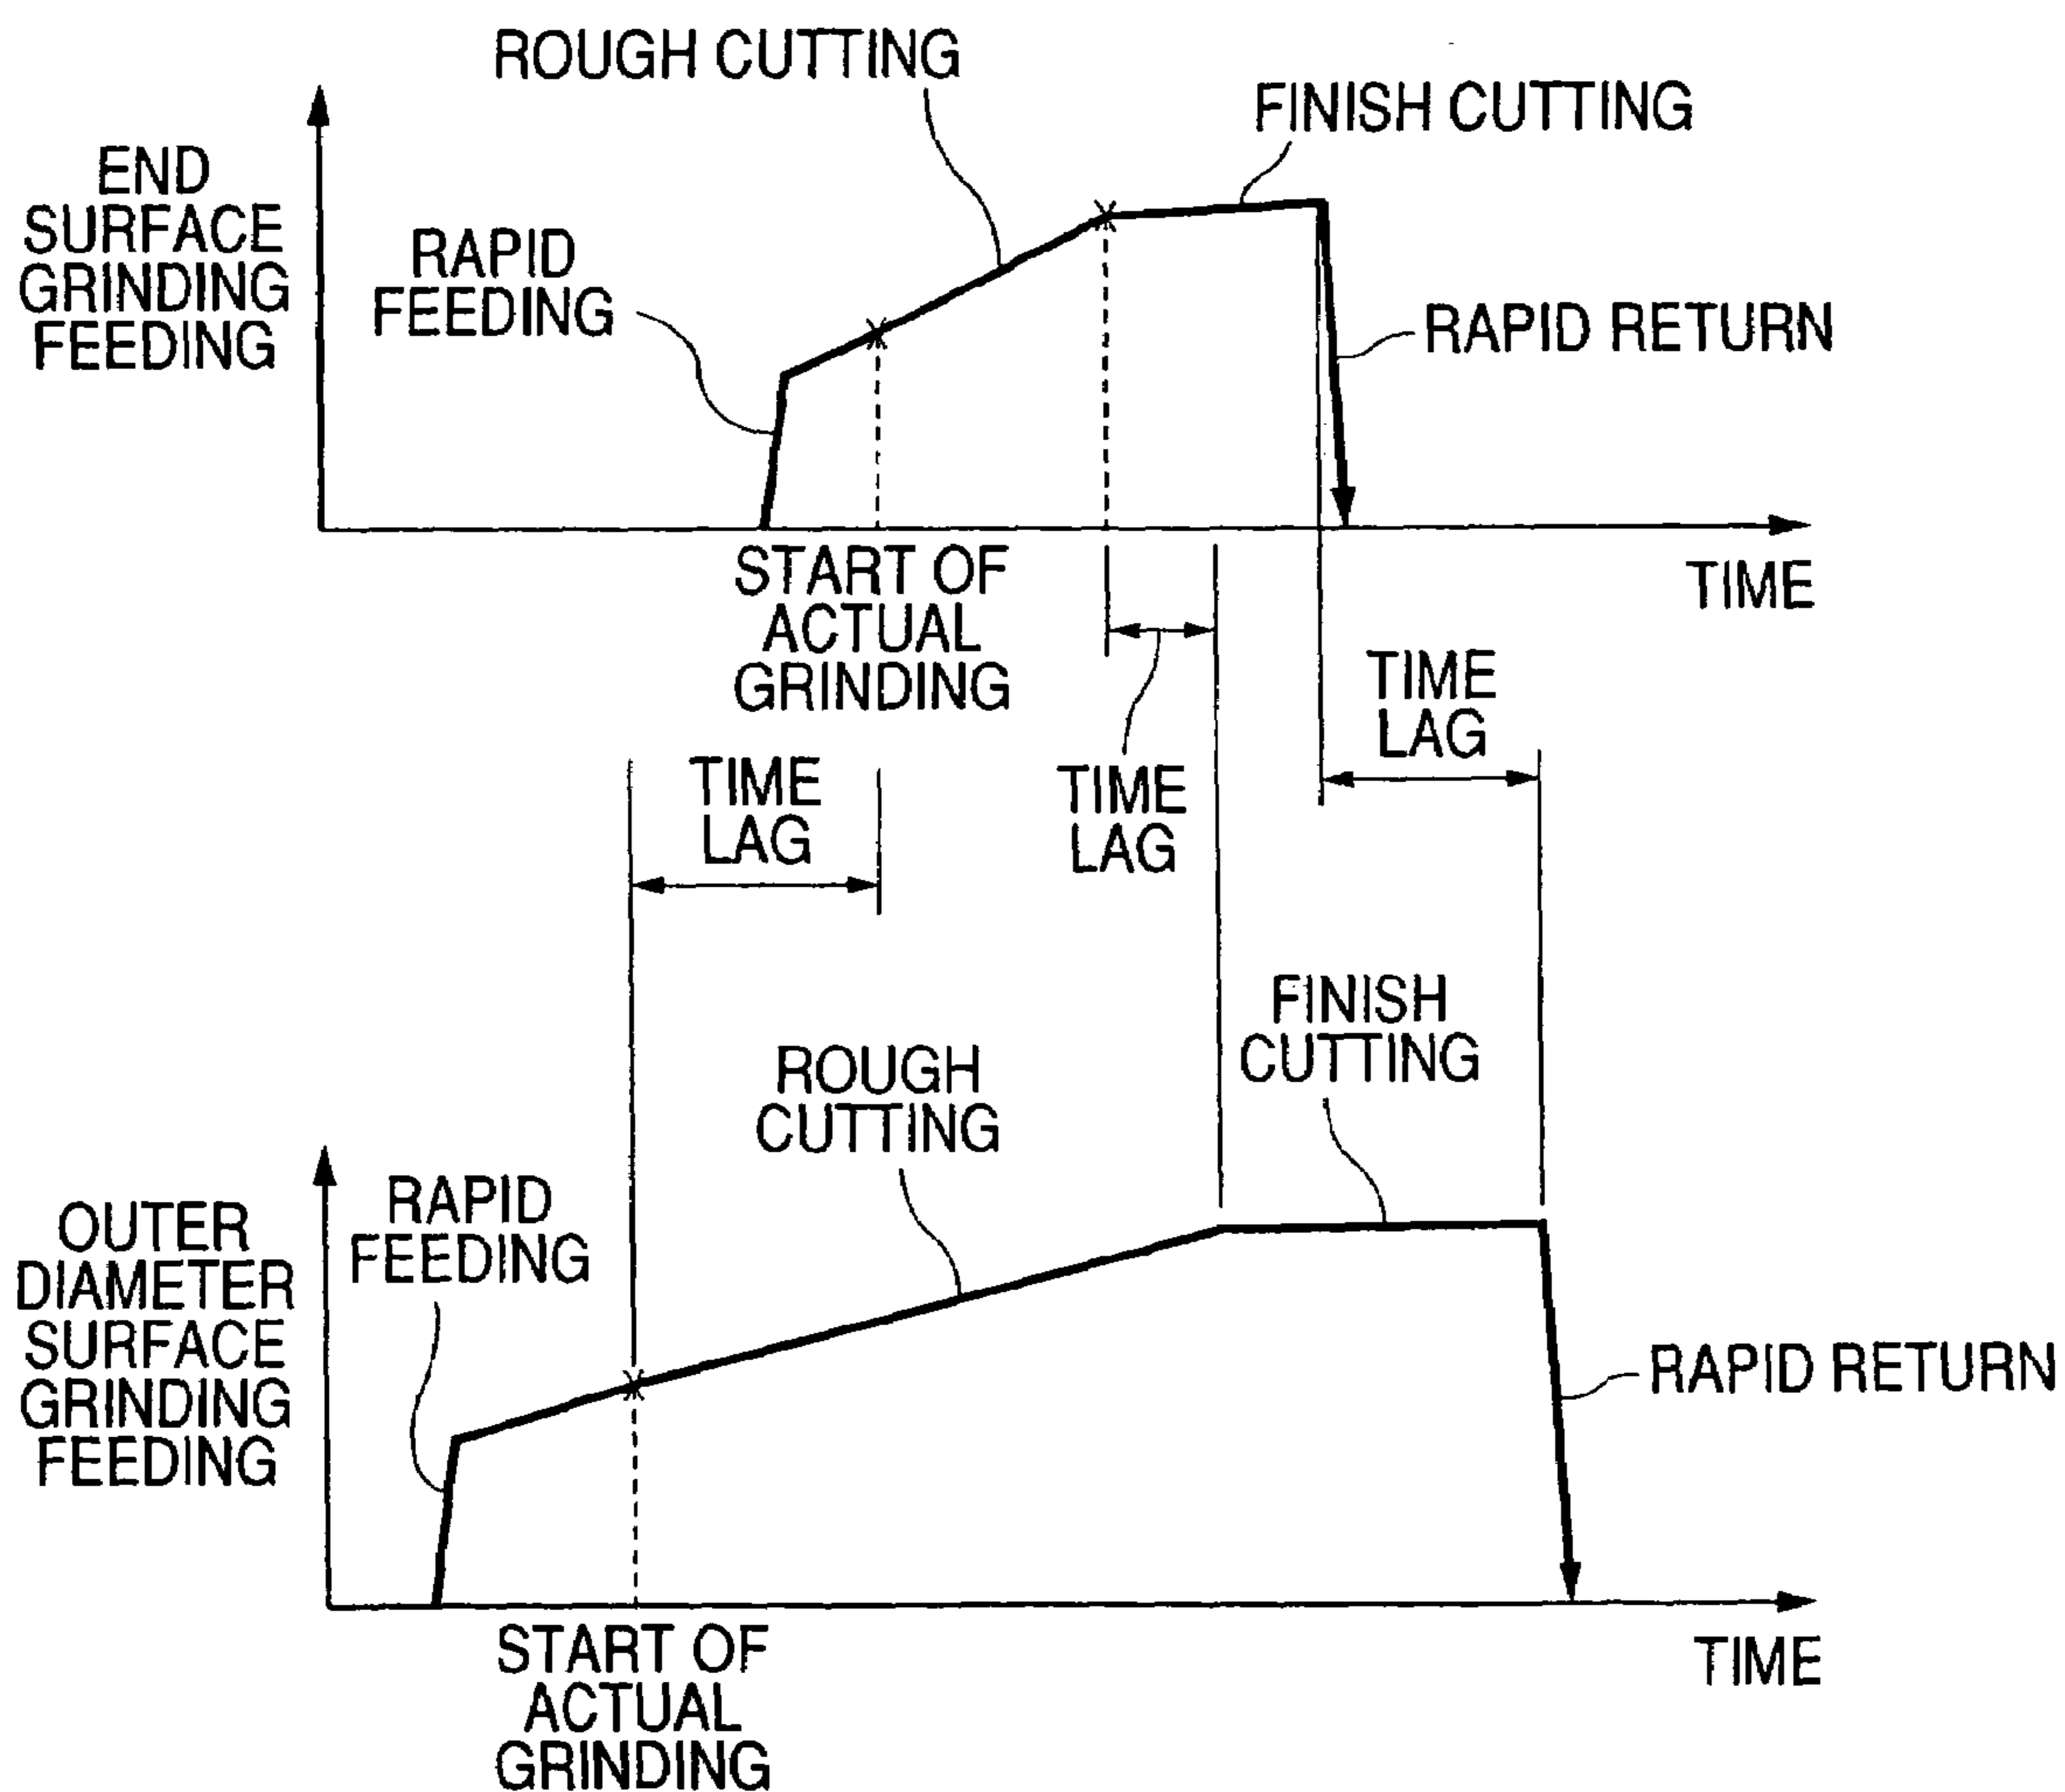 ROUGH CUTTING
FINISH CUTTING
END
SURFACE
GRINDING
FEEDING
RAPID
FEEDING
RAPID RETURN
START OF
ACTUAL
GRINDING
TIME
TIME
LAG
TIME
LAG
TIME
LAG
FINISH
CUTTING
ROUGH
CUTTING
RAPID
FEEDING
OUTER
DIAMETER
SURFACE
GRINDING
FEEDING
RAPID RETURN
START OF
ACTUAL
GRINDING
TIME